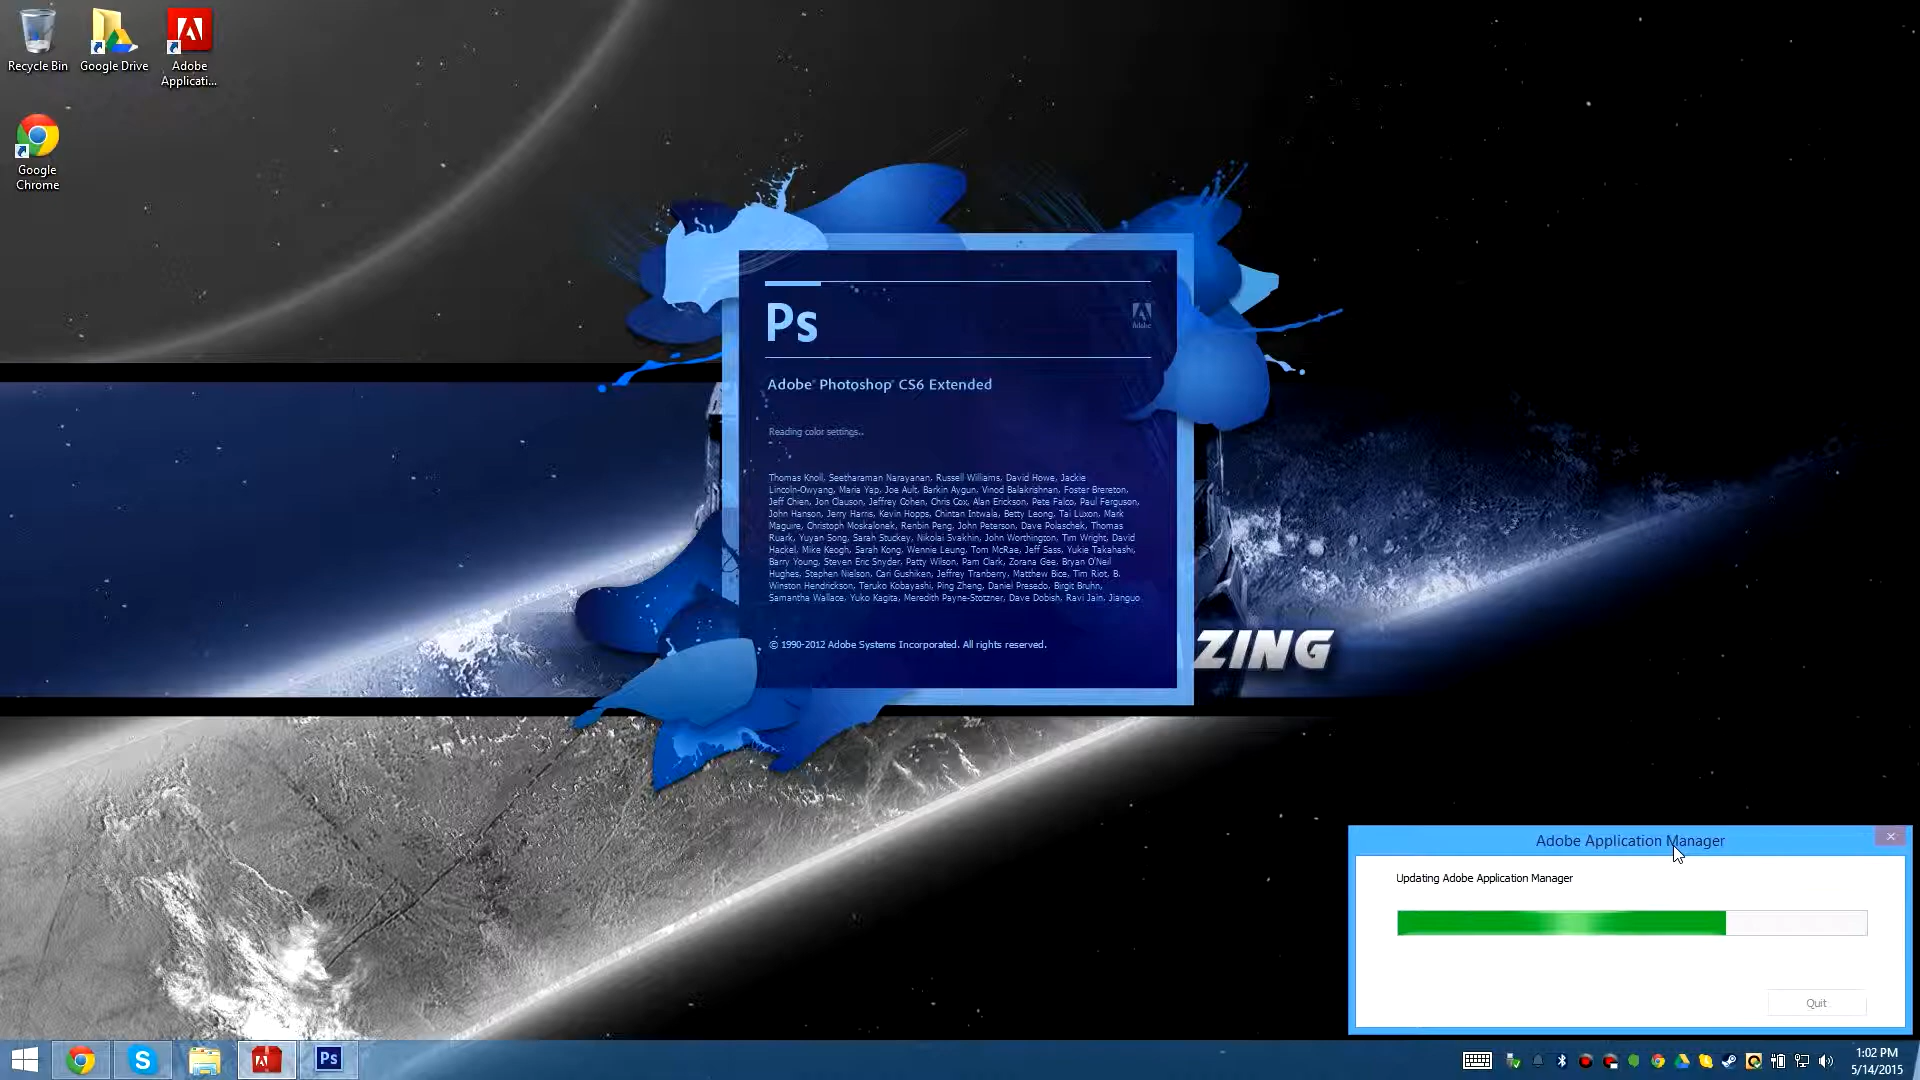 Recycle Bin
Google Drive
Adobe
Applicati...
Google
Chrome
Ps
Adobe
Adobe® Photoshop® CS6 Extended
Reading color settings..
Thomas Knoll, Seetharaman Narayanan, Russell Williams, David Howe, Jackie
Lincoln-Owyang, Maria Yap, Joe Ault, Barkin Aygun, Vinod Balakrishnan, Foster Brereton,
Jeff Chien, Jon Clauson, Jeffrey Cohen, Chris Cox, Alan Erickson, Pete Falco, Paul Ferguson,
John Hanson, Jerry Harris, Kevin Hopps, Chintan Intwala, Betty Leong, Tai Luxon, Mark
Maguire, Christoph Moskalonek, Renbin Peng, John Peterson, Dave Polaschek, Thomas
Ruark, Yuyan Song, Sarah Stuckey, Nikolai Svakhin, John Worthington, Tim Wright, David
Hackel, Mike Keogh, Sarah Kong, Wennie Leung, Tom McRae, Jeff Sass, Yukie Takahashi,
Barry Young, Steven Eric Snyder, Patty Wilson, Pam Clark, Zorana Gee, Bryan O'Neil
Hughes, Stephen Nielson, Cari Gushiken, Jeffrey Tranberry, Matthew Bice, Tim Riot, B.
Winston Hendrickson, Teruko Kobayashi, Ping Zheng, Daniel Presedo, Birgit Bruhn,
Samantha Wallace, Yuko Kagita, Meredith Payne-Stotzner, Dave Dobish, Ravi Jain, Jianguo
© 1990-2012 Adobe Systems Incorporated. All rights reserved.
ZING
Adobe Application Manager
Updating Adobe Application Manager
Quit
Ps
1:02 PM
5/14/2015